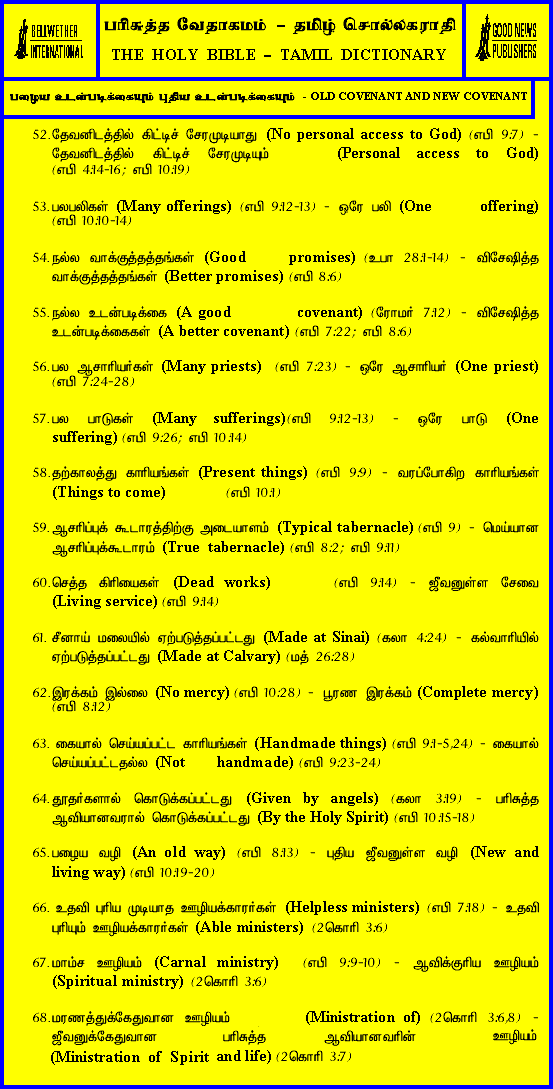 BELLWETHER
INTERNATIONAL
பரிசுத்த வேதாகமம் – தமிழ் சொல்லகராதி
THE HOLY BIBLE – TAMIL DICTIONARY
GOOD NEWS
PUBLISHERS
பழைய உடன்படிக்கையும் புதிய உடன்படிக்கையும் - OLD COVENANT AND NEW COVENANT
52. தேவனிடத்தில் கிட்டிச் சேரமுடியாது (No personal access to God) (எபி 9:7) -
தேவனிடத்தில் கிட்டிச் சேரமுடியும் (Personal access to God)
(எபி 4:14-16; எபி 10:19)
53. பலபலிகள் (Many offerings) (எபி 9:12-13) - ஒரே பலி (One offering)
(எபி 10:10-14)
54. நல்ல வாக்குத்தத்தங்கள் (Good promises) (உபா 28:1-14) - விசேஷித்த
வாக்குத்தத்தங்கள் (Better promises) (எபி 8:6)
55. நல்ல உடன்படிக்கை (A good covenant) (ரோமர் 7:12) - விசேஷித்த
உடன்படிக்கைகள் (A better covenant) (எபி 7:22; எபி 8:6)
56. பல ஆசாரியர்கள் (Many priests) (எபி 7:23) - ஒரே ஆசாரியர் (One priest)
(எபி 7:24-28)
57. பல பாடுகள் (Many sufferings)(எபி 9:12-13) - ஒரே பாடு (One
suffering) (எபி 9:26; எபி 10:14)
58. தற்காலத்து காரியங்கள் (Present things) (எபி 9:9) - வரப்போகிற காரியங்கள்
(Things to come) (எபி 10:1)
59. ஆசரிப்புக் கூடாரத்திற்கு அடையாளம் (Typical tabernacle) (எபி 9) - மெய்யான
ஆசரிப்புக்கூடாரம் (True tabernacle) (எபி 8:2; எபி 9:11)
60. செத்த கிரியைகள் (Dead works) (எபி 9:14) - ஜீவனுள்ள சேவை
(Living service) (எபி 9:14)
61. சீனாய் மலையில் ஏற்படுத்தப்பட்டது (Made at Sinai) (கலா 4:24) - கல்வாரியில்
ஏற்படுத்தப்பட்டது (Made at Calvary) (மத் 26:28)
62. இரக்கம் இல்லை (No mercy) (எபி 10:28) - பூரண இரக்கம் (Complete mercy)
(எபி 8:12)
63. கையால் செய்யப்பட்ட காரியங்கள் (Handmade things) (எபி 9:1-5,24) - கையால்
செய்யப்பட்டதல்ல (Not handmade) (எபி 9:23-24)
64. தூதர்களால் கொடுக்கப்பட்டது (Given by angels) (கலா 3:19) - பரிசுத்த
ஆவியானவரால் கொடுக்கப்பட்டது (By the Holy Spirit) (எபி 10:15-18)
65. பழைய வழி (An old way) (எபி 8:13) - புதிய ஜீவனுள்ள வழி (New and
living way) (எபி 10:19-20)
66. உதவி புரிய முடியாத ஊழியக்காரர்கள் (Helpless ministers) (எபி 7:18) - உதவி
புரியும் ஊழியக்காரர்கள் (Able ministers) (2கொரி 3:6)
67. மாம்ச ஊழியம் (Carnal ministry) (எபி 9:9-10) - ஆவிக்குரிய ஊழியம்
(Spiritual ministry) (2கொரி 3:6)
68. மரணத்துக்கேதுவான ஊழியம் (Ministration of) (2கொரி 3:6,8) -
ஜீவனுக்கேதுவான பரிசுத்த ஆவியானவரின் ஊழியம்
(Ministration of Spirit and life) (2கொரி 3:7)